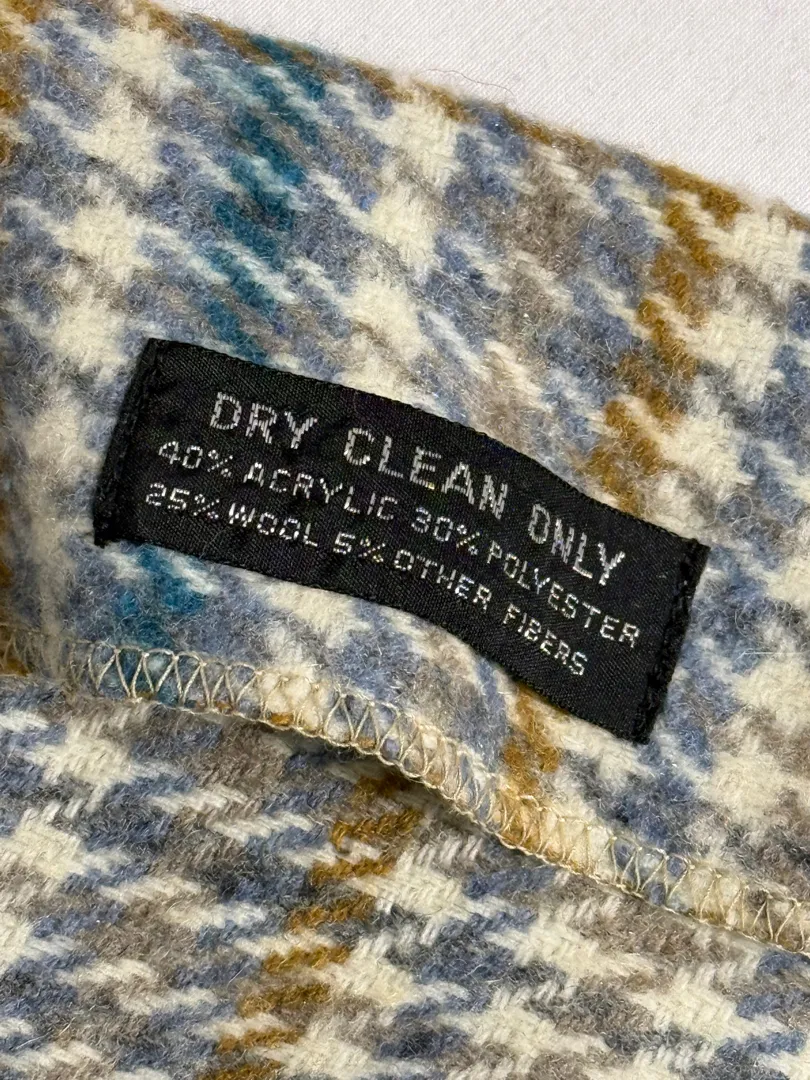 DRY CLEAN ONLY
40% ACRYLIC 30% POLYESTER
25% WOOL 5% OTHER FIBERS